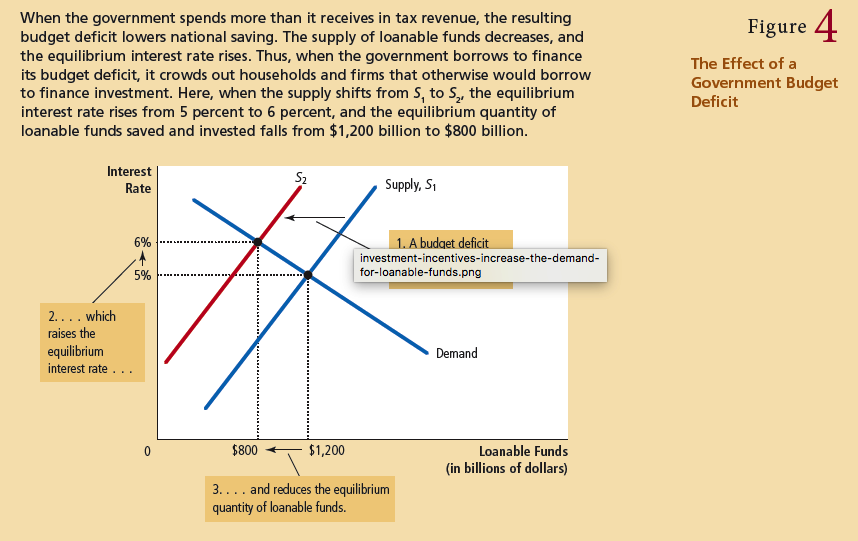 When the government spends more than it receives in tax revenue, the resulting
budget deficit lowers national saving. The supply of loanable funds decreases, and
the equilibrium interest rate rises. Thus, when the government borrows to finance
its budget deficit, it crowds out households and firms that otherwise would borrow
to finance investment. Here, when the supply shifts from S1 to S2, the equilibrium
interest rate rises from 5 percent to 6 percent, and the equilibrium quantity of
loanable funds saved and invested falls from $1,200 billion to $800 billion.
Figure 4
The Effect of a
Government Budget
Deficit
Interest
Rate
S2
Supply, S1
6%
1. A budget deficit
investment-incentives-increase-the-demand-
for-loanable-funds.png
5%
2. . . . which
raises the
equilibrium
interest rate . . .
Demand
0
$800
$1,200
Loanable Funds
(in billions of dollars)
3. . . . and reduces the equilibrium
quantity of loanable funds.